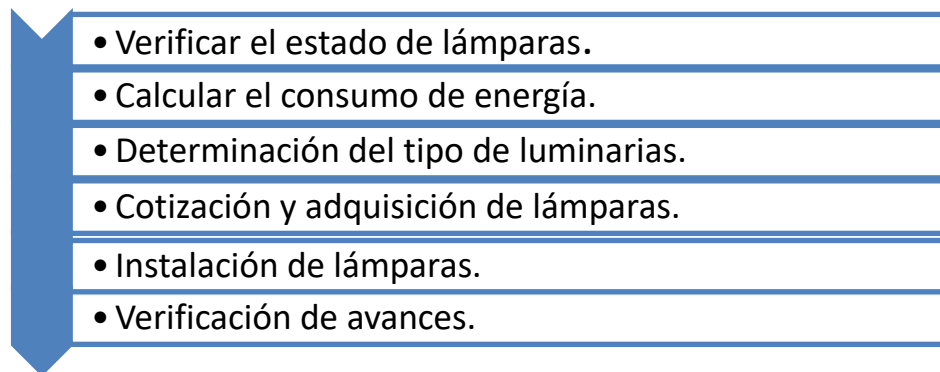 • Verificar el estado de lámparas.
• Calcular el consumo de energía.
• Determinación del tipo de luminarias.
• Cotización y adquisición de lámparas.
• Instalación de lámparas.
• Verificación de avances.